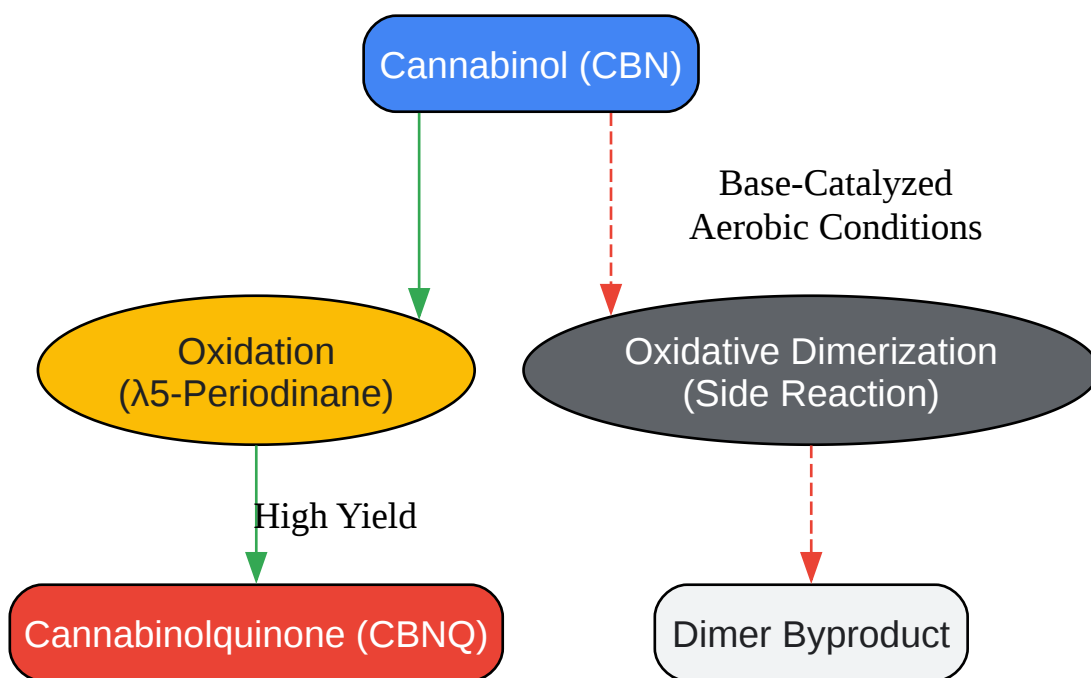 Cannabinol (CBN)
Base-Catalyzed
Aerobic Conditions
Oxidation
(λ5-Periodinane)
Oxidative Dimerization
(Side Reaction)
High Yield
Cannabinolquinone (CBNQ)
Dimer Byproduct